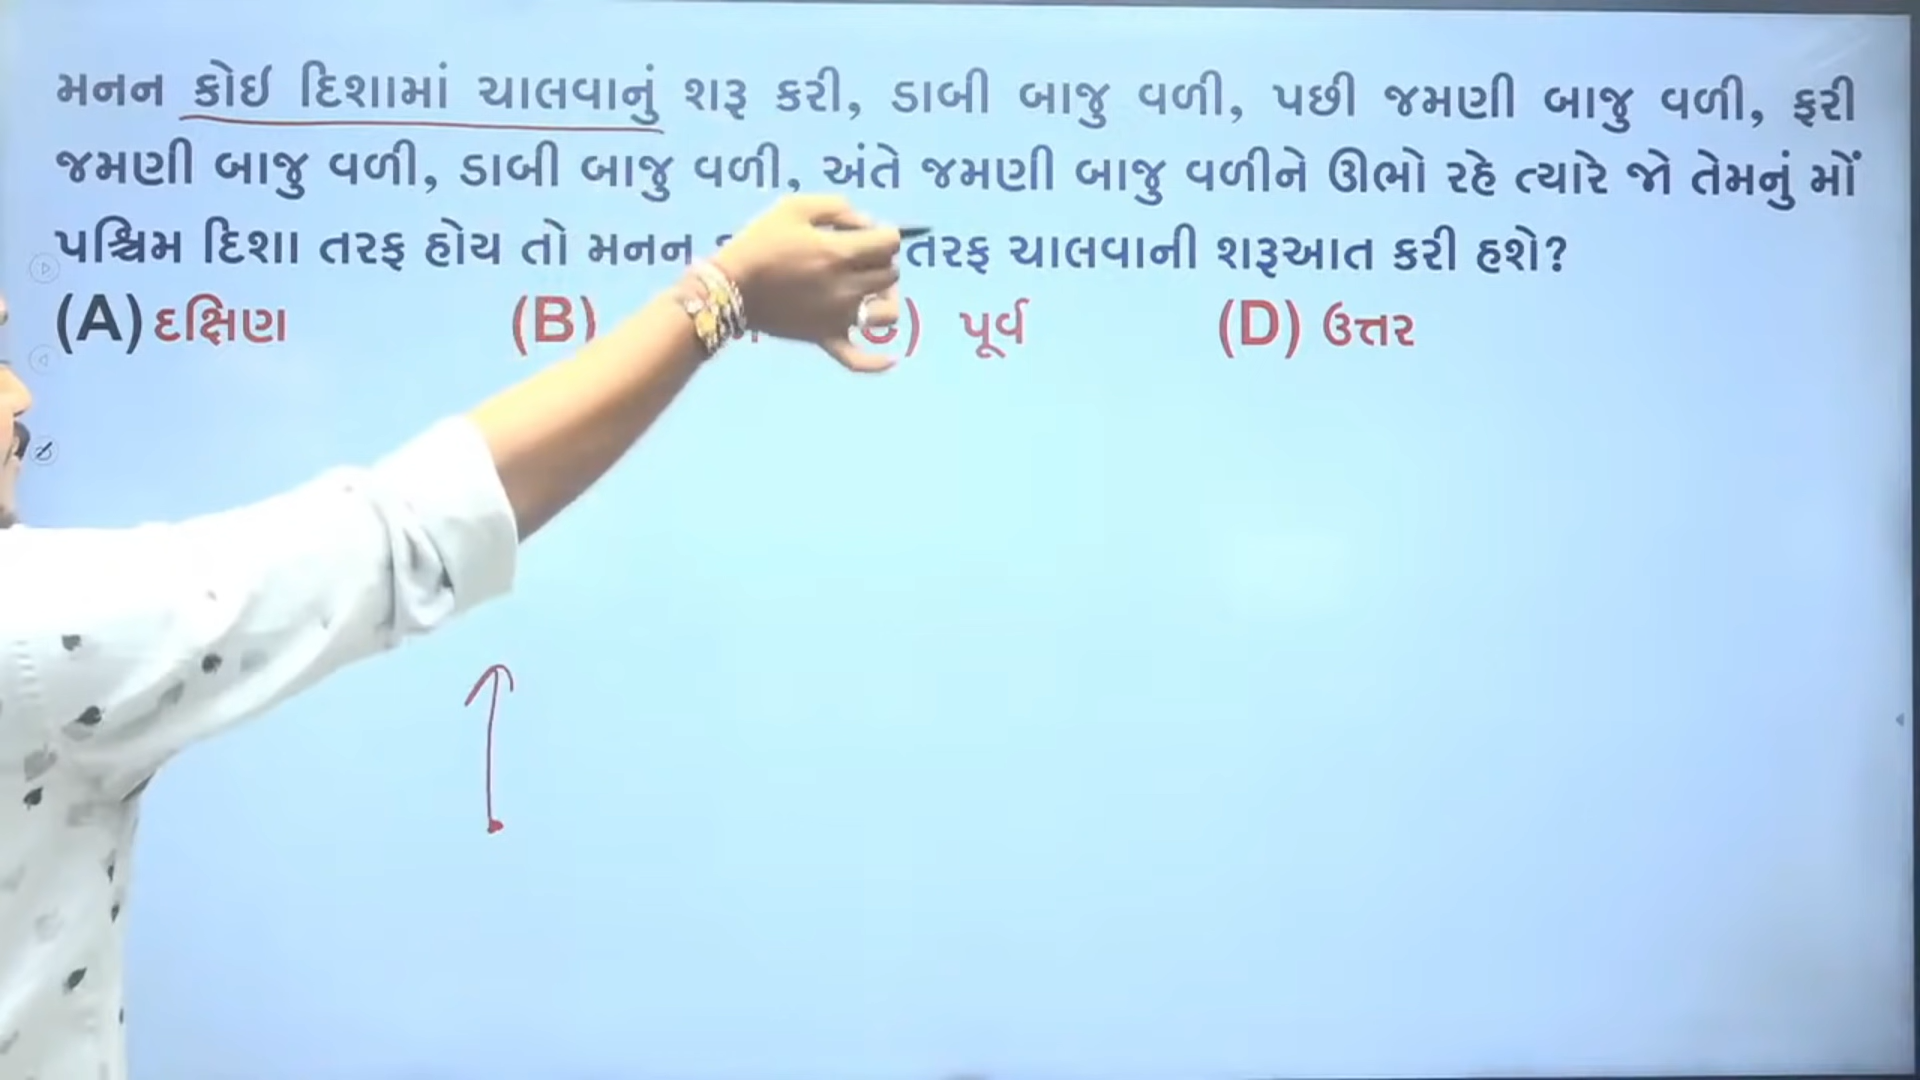 મનન કોઈ દિશામાં ચાલવાનું શરૂ કરી, ડાબી બાજુ વળી, પછી જમણી બાજુ વળી, ફરી
જમણી બાજુ વળી, ડાબી બાજુ વળી, અંતે જમણી બાજુ વળીને ઊભો રહે ત્યારે જો તેમનું મોં
પશ્ચિમ દિશા તરફ હોય તો મનન તરફ ચાલવાની શરૂઆત કરી હશે?
(A) દક્ષિણ (B) પૂર્વ (D) ઉત્તર